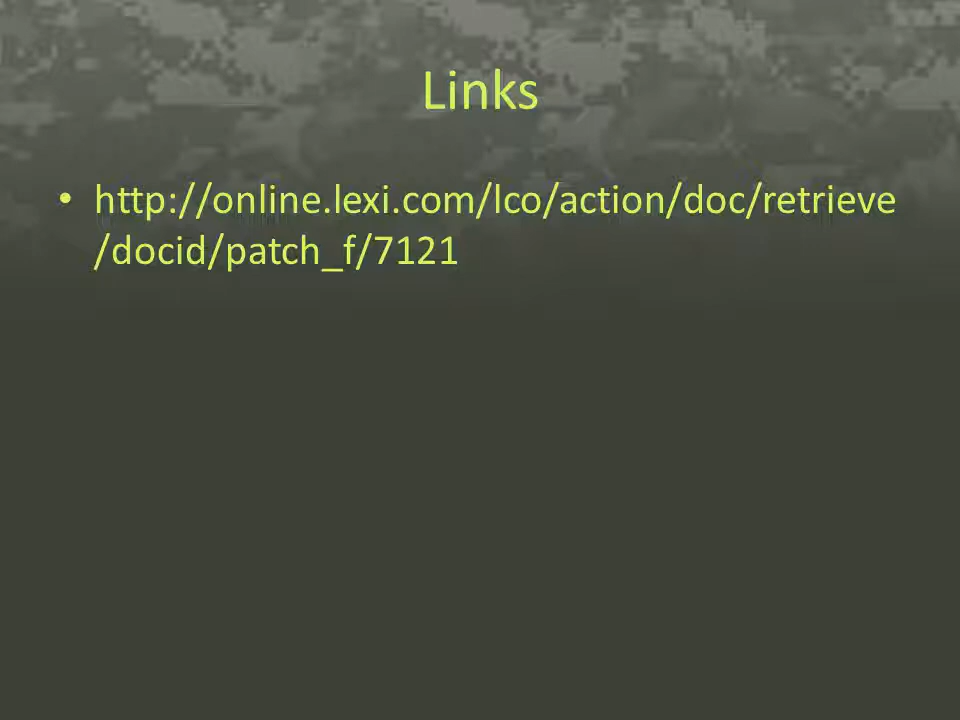 Links
• http://online.lexi.com/lco/action/doc/retrieve
/docid/patch_f/7121